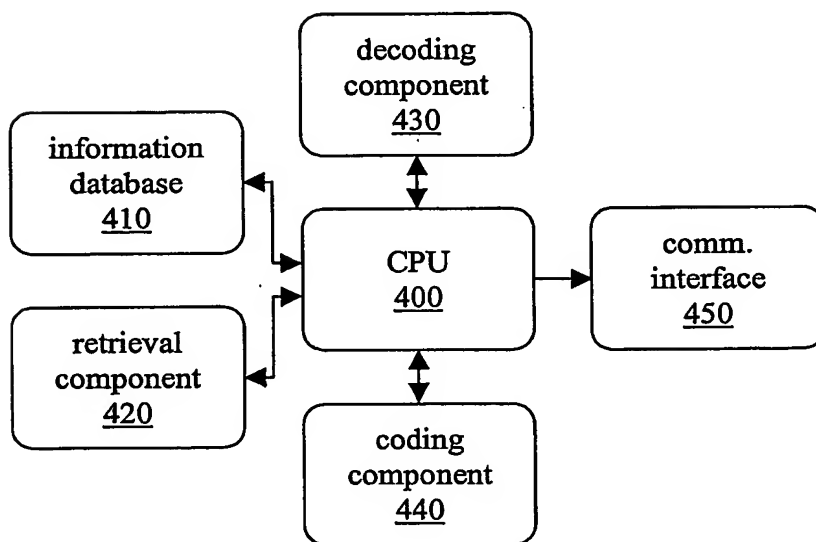 decoding
component
430
information
database
410
CPU
400
comm.
interface
450
retrieval
component
420
coding
component
440